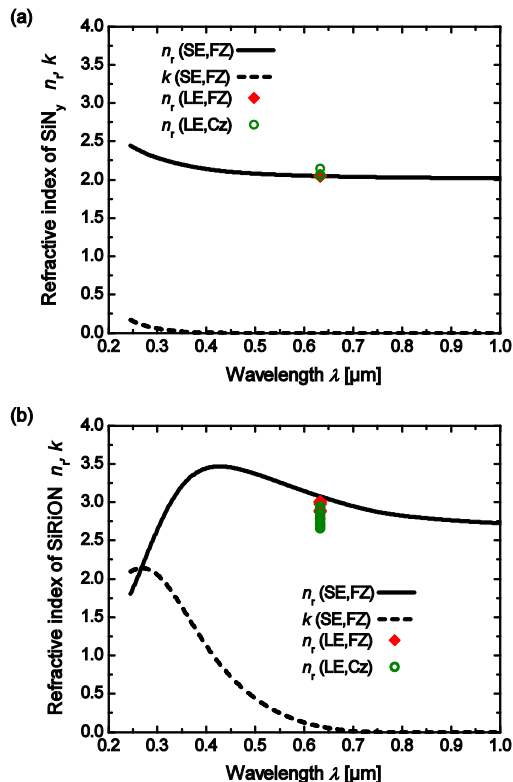 (a)
4.0
3.5
3.0
2.5
2.0
1.5
1.0
0.5
0.0
Refractive index of SiNy nr, k
nr (SE,FZ)
k (SE,FZ)
nr (LE,FZ)
nr (LE,Cz)
0.2 0.3 0.4 0.5 0.6 0.7 0.8 0.9 1.0
Wavelength λ [µm]
(b)
4.0
3.5
3.0
2.5
2.0
1.5
1.0
0.5
0.0
Refractive index of SiRiON nr, k
nr (SE,FZ)
k (SE,FZ)
nr (LE,FZ)
nr (LE,Cz)
0.2 0.3 0.4 0.5 0.6 0.7 0.8 0.9 1.0
Wavelength λ [µm]